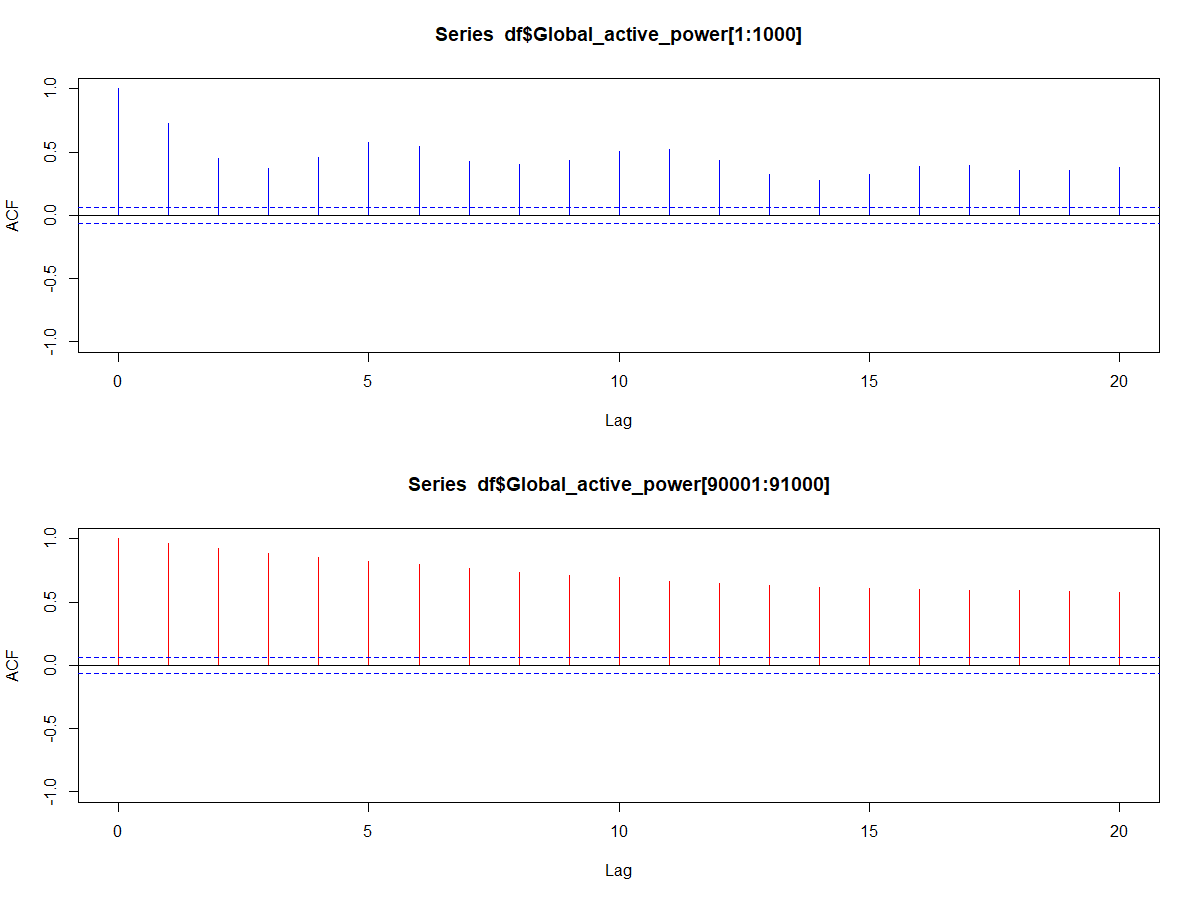 Series  df$Global_active_power[1:1000]
1.0
0.5
0.0
-0.5
-1.0
ACF
0 5 10 15 20
Lag
Series  df$Global_active_power[90001:91000]
1.0
0.5
0.0
-0.5
-1.0
ACF
0 5 10 15 20
Lag